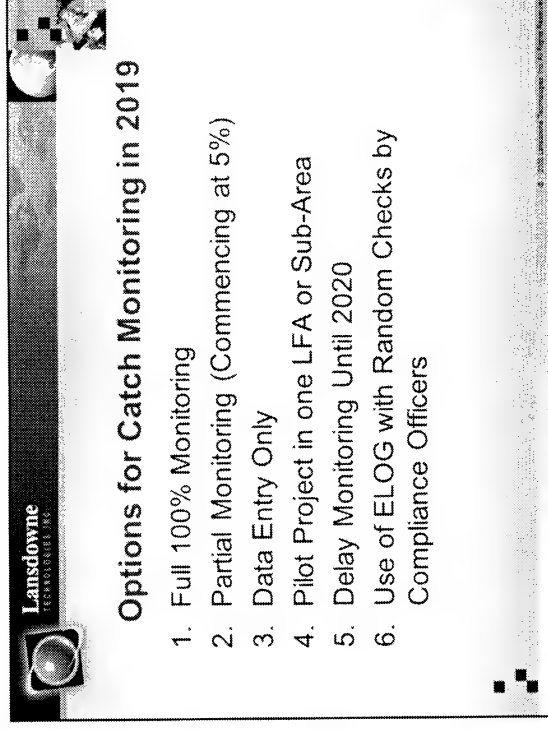 Lansdowne
TECHNOLOGIES INC.
Options for Catch Monitoring in 2019
1. Full 100% Monitoring
2. Partial Monitoring (Commencing at 5%)
3. Data Entry Only
4. Pilot Project in one LFA or Sub-Area
5. Delay Monitoring Until 2020
6. Use of ELOG with Random Checks by
Compliance Officers